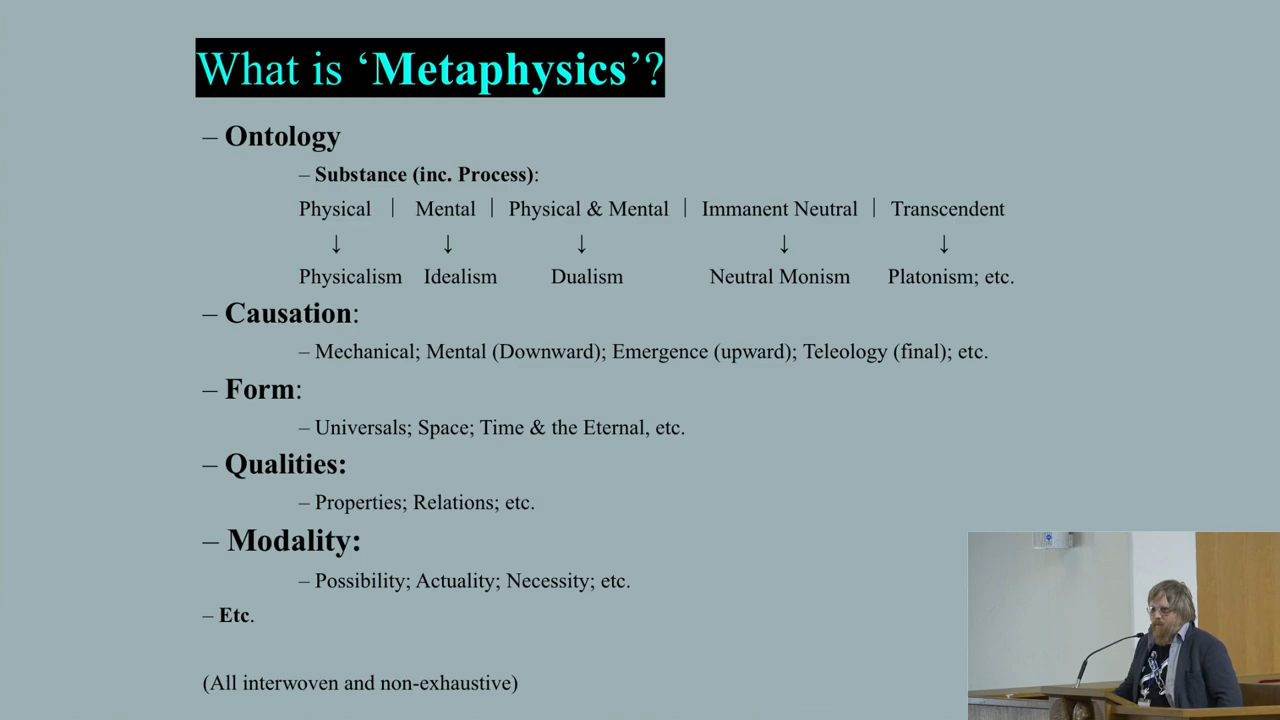 What is ‘Metaphysics’?
– Ontology
– Substance (inc. Process):
Physical | Mental | Physical & Mental | Immanent Neutral | Transcendent
↓ ↓ ↓ ↓ ↓
Physicalism Idealism Dualism Neutral Monism Platonism; etc.
– Causation:
– Mechanical; Mental (Downward); Emergence (upward); Teleology (final); etc.
– Form:
– Universals; Space; Time & the Eternal, etc.
– Qualities:
– Properties; Relations; etc.
– Modality:
– Possibility; Actuality; Necessity; etc.
– Etc.
(All interwoven and non-exhaustive)